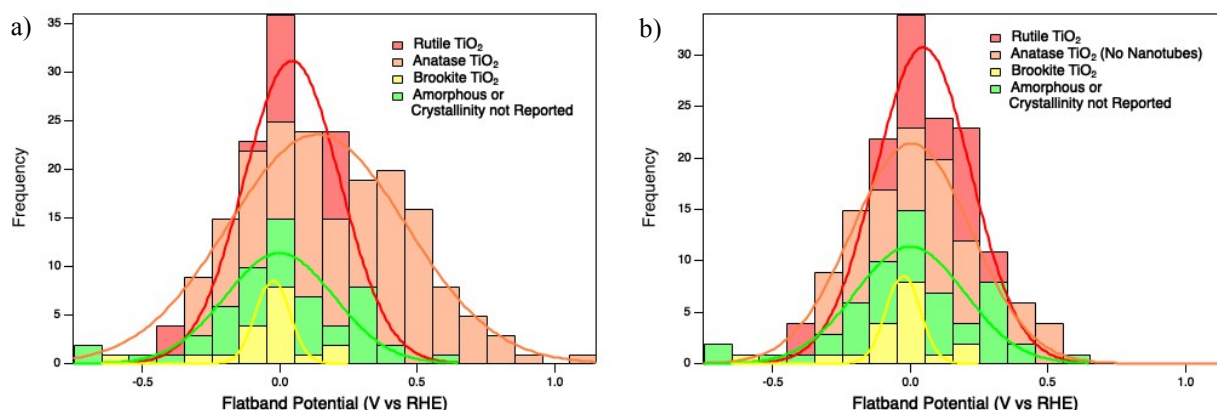 a)
35
30
25
20
15
10
5
0
Frequency
-0.5
0.0
0.5
1.0
Flatband Potential (V vs RHE)
Rutile TiO₂
Anatase TiO₂
Brookite TiO₂
Amorphous or
Crystallinity not Reported
b)
30
25
20
15
10
5
0
Frequency
-0.5
0.0
0.5
1.0
Flatband Potential (V vs RHE)
Rutile TiO₂
Anatase TiO₂ (No Nanotubes)
Brookite TiO₂
Amorphous or
Crystallinity not Reported